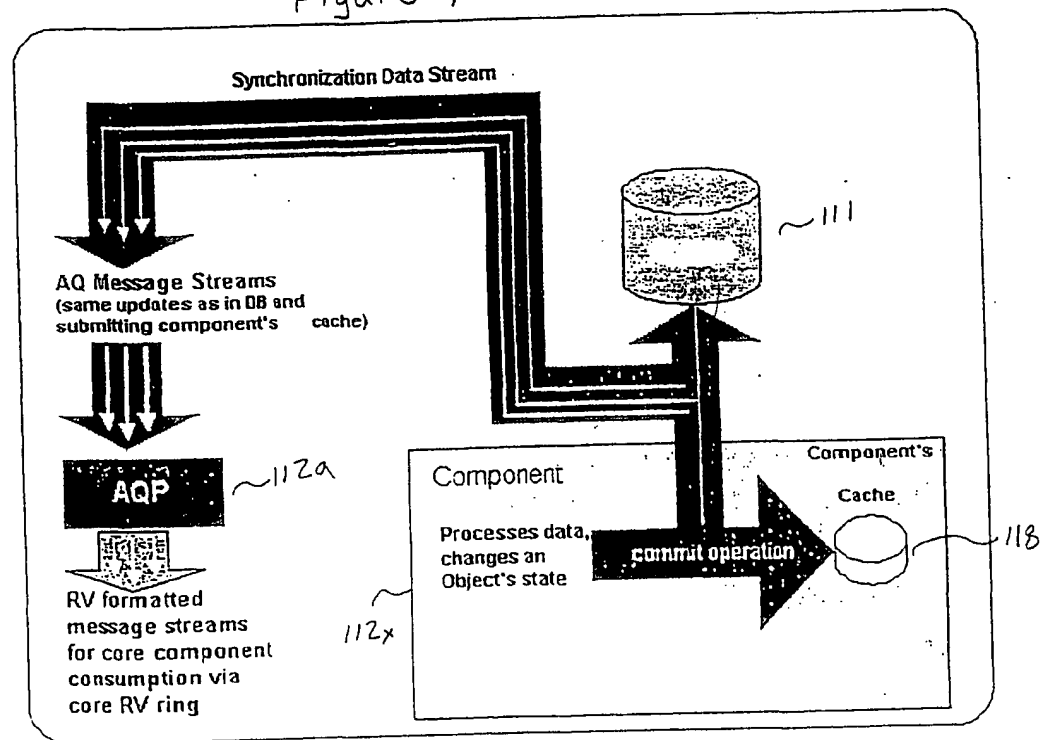 Figure
Synchronization Data Stream
111
AQ Message Streams
(same updates as in DB and
submitting component's cache)
AQP
112a
RV formatted
message streams
for core component
consumption via
core RV ring
Component
Component's
Cache
Processes data,
changes an
Object's state
commit operation
118
112x